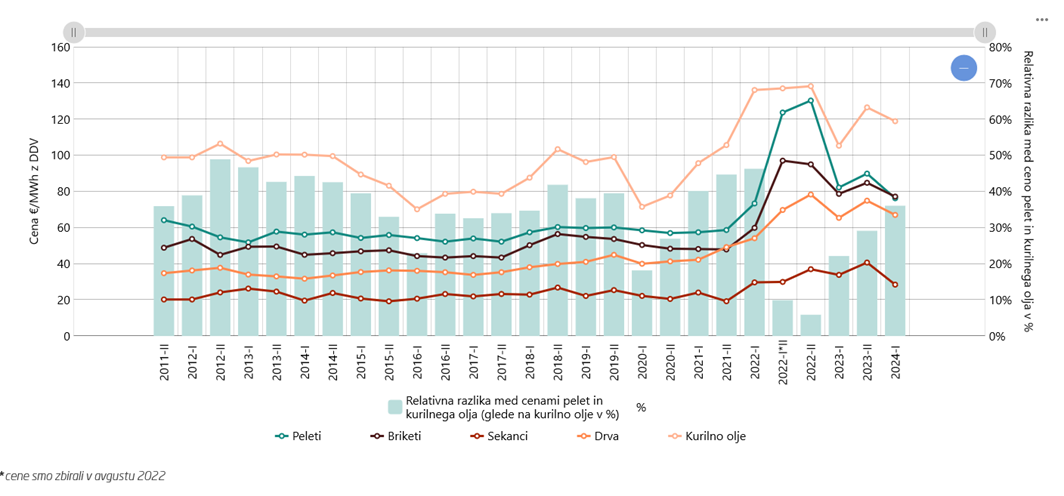 160
140
120
100
80
60
40
20
0
Cena €/MWh z DDV
80%
70%
60%
50%
40%
30%
20%
10%
0%
Relativna razlika med ceno pelet in kurilnega olja v %
2011-II
2012-I
2012-II
2013-I
2013-II
2014-I
2014-II
2015-I
2015-II
2016-I
2016-II
2017-I
2017-II
2018-I
2018-II
2019-I
2019-II
2020-I
2020-II
2021-I
2021-II
2022-I
2022-I*II
2022-II
2023-I
2023-II
2024-I
Relativna razlika med cenami pelet in
kurilnega olja (glede na kurilno olje v %)
%
Peleti Briketi Sekanci Drva Kurilno olje
*cene smo zbirali v avgustu 2022